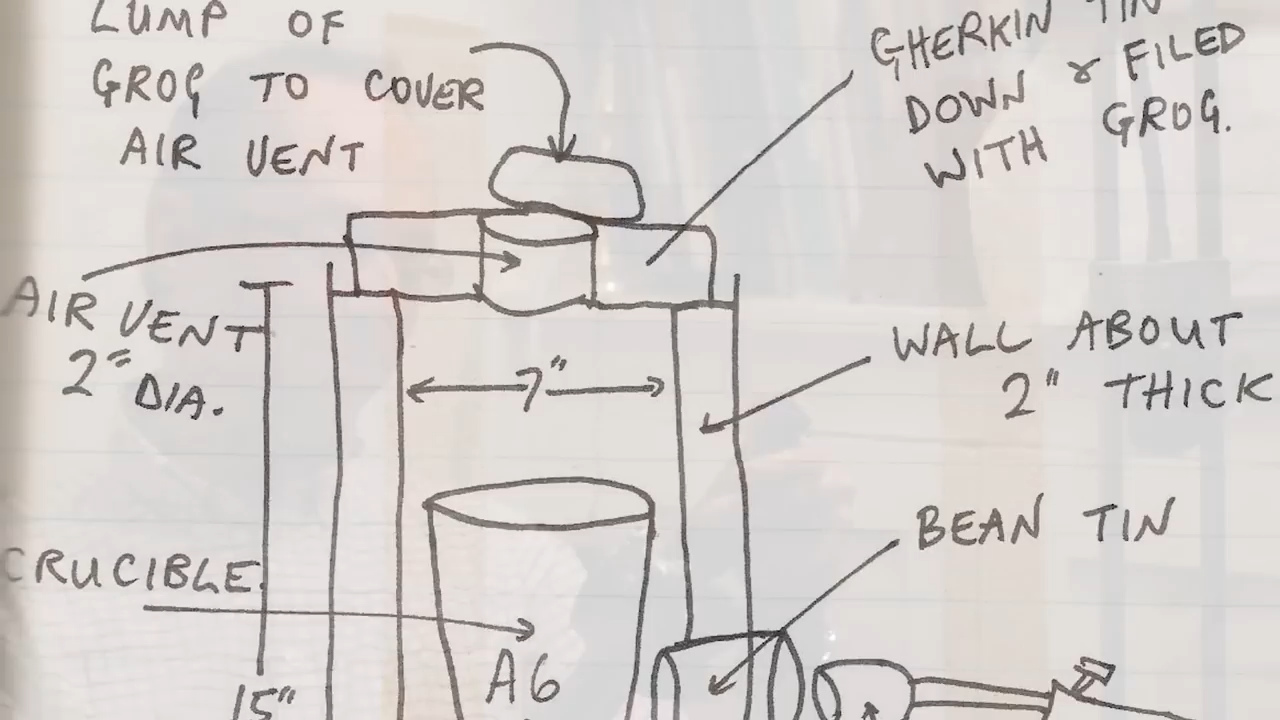 LUMP OF
GROG TO COVER
AIR VENT
GHERKIN TIN
DOWN & FILED
WITH GROG.
AIR VENT
2" DIA.
7"
WALL ABOUT
2" THICK
BEAN TIN
CRUCIBLE
A6
15"